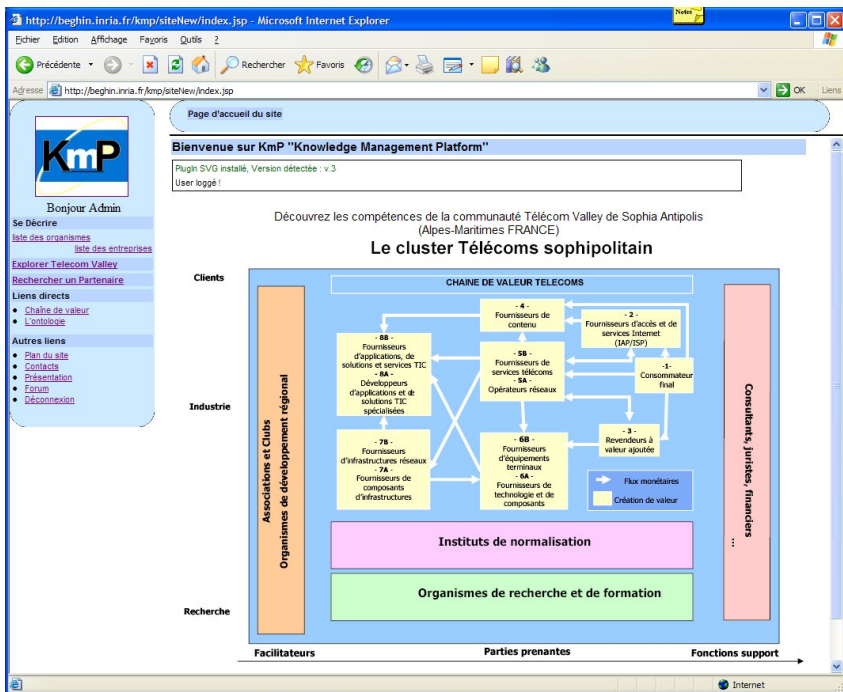 http://beghin.inria.fr/kmp/siteNew/index.jsp - Microsoft Internet Explorer
Notes
Fichier Edition Affichage Favoris Outils ?
Précédente Rechercher Favoris
Adresse http://beghin.inria.fr/kmp/siteNew/index.jsp OK Liens
KmP
Bonjour Admin
Se Décrire
liste des organismes
liste des entreprises
Explorer Telecom Valley
Rechercher un Partenaire
Liens directs
Chaîne de valeur
L'ontologie
Autres liens
Plan du site
Contacts
Présentation
Forum
Déconnexion
Page d'accueil du site
Bienvenue sur KmP "Knowledge Management Platform"
PlugIn SVG installé, Version détectée : v.3
User loggé !
Découvrez les compétences de la communauté Télécom Valley de Sophia Antipolis
(Alpes-Maritimes FRANCE)
Le cluster Télécoms sophipolitain
Clients
Industrie
Recherche
Associations et Clubs
Organismes de développement régional
CHAINE DE VALEUR TELECOMS
- 4 -
Fournisseurs de
contenu
- 2 -
Fournisseurs d'accès et de
services Internet
(IAP/ISP)
- 8B -
Fournisseurs
d'applications, de
solutions et services TIC
- 8A -
Développeurs
d'applications et de
solutions TIC
spécialisées
- 5B -
Fournisseurs de
services télécoms
- 5A -
Opérateurs réseaux
-1-
Consommateur
final
- 3 -
Revendeurs à
valeur ajoutée
- 7B -
Fournisseurs
d'infrastructures réseaux
- 7A -
Fournisseurs de
composants
d'infrastructures
- 6B -
Fournisseurs
d'équipements
terminaux
- 6A -
Fournisseurs de
technologie et de
composants
Flux monétaires
Création de valeur
Instituts de normalisation
Organismes de recherche et de formation
Consultants, juristes, financiers
...
Facilitateurs Parties prenantes Fonctions support
Internet